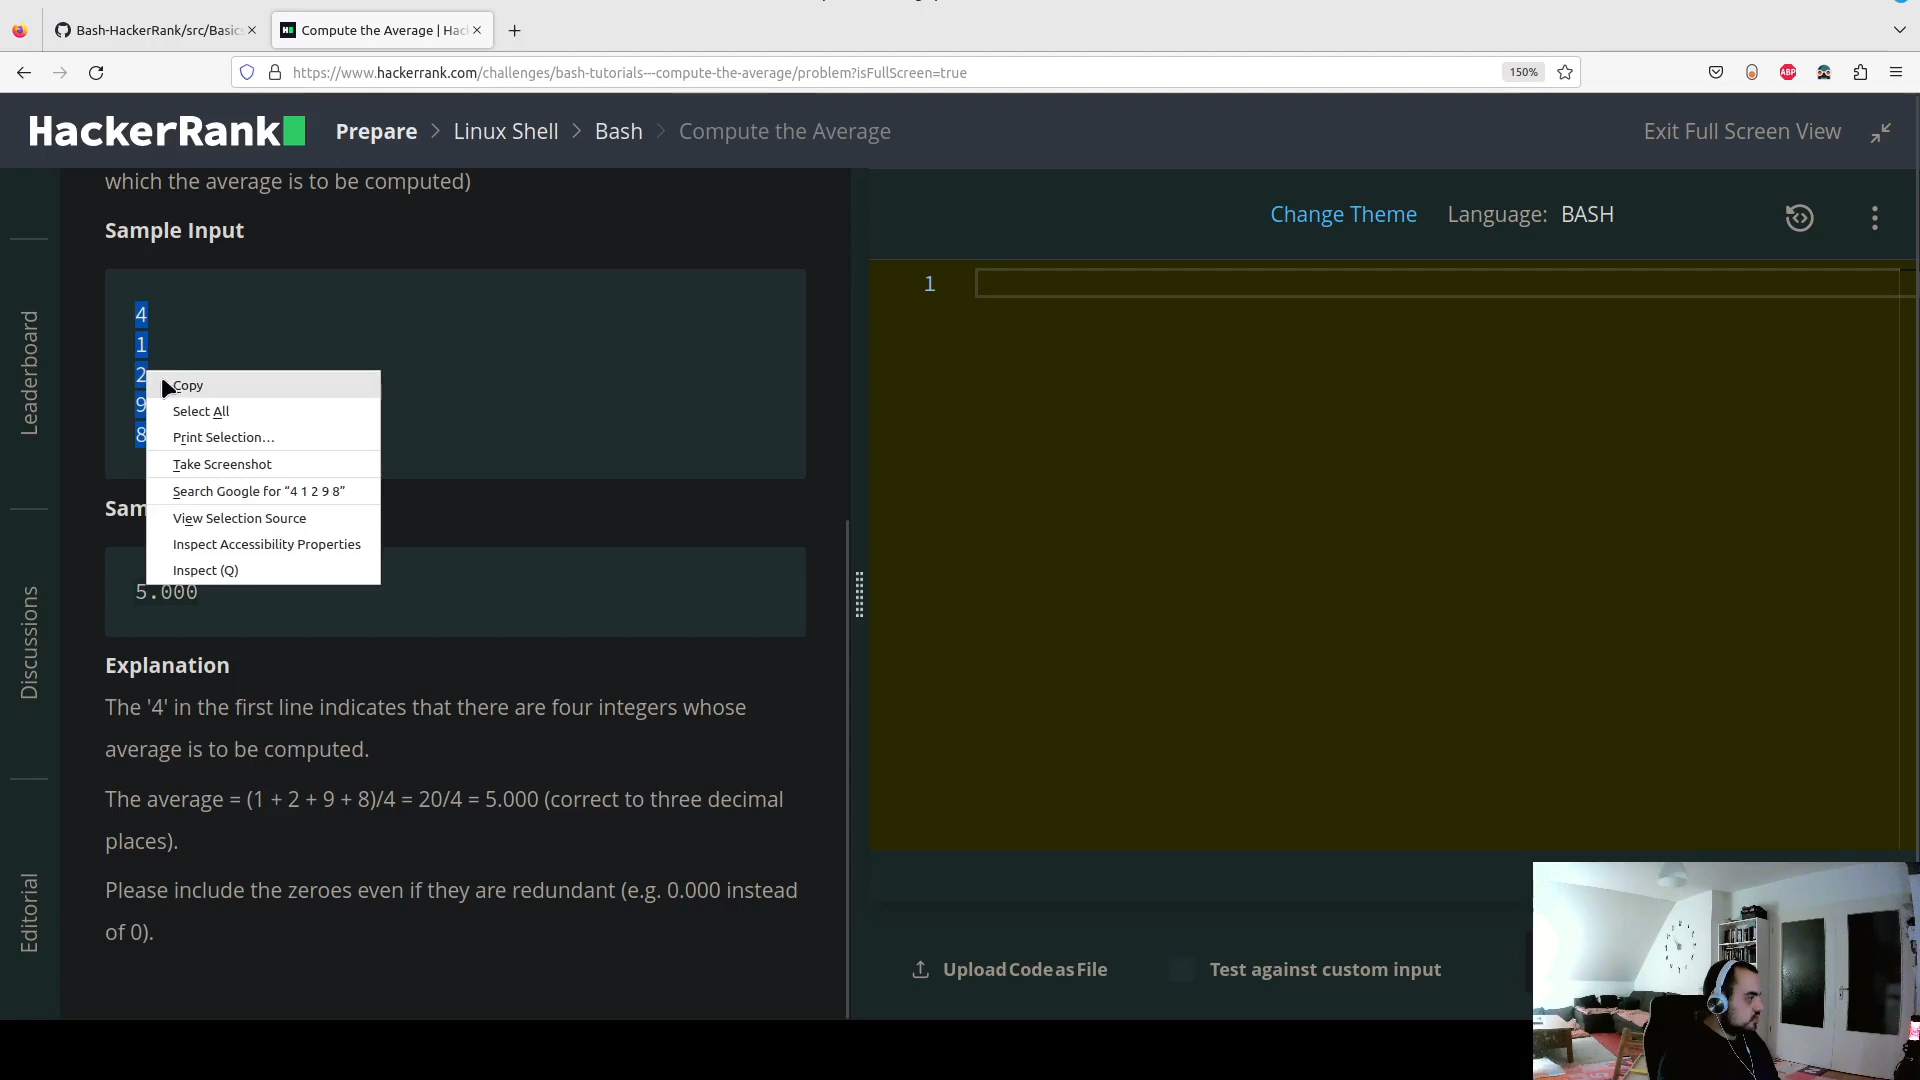 Bash-HackerRank/src/Basics
Compute the Average | Hac
https://www.hackerrank.com/challenges/bash-tutorials---compute-the-average/problem?isFullScreen=true
150%
ABP
HackerRank
Prepare > Linux Shell > Bash > Compute the Average
Exit Full Screen View
which the average is to be computed)
Sample Input
4
1
2
9
8
Copy
Select All
Print Selection…
Take Screenshot
Search Google for “4 1 2 9 8”
View Selection Source
Inspect Accessibility Properties
Inspect (Q)
Sam
5.000
Explanation
The '4' in the first line indicates that there are four integers whose
average is to be computed.
The average = (1 + 2 + 9 + 8)/4 = 20/4 = 5.000 (correct to three decimal
places).
Please include the zeroes even if they are redundant (e.g. 0.000 instead
of 0).
Leaderboard
Discussions
Editorial
Change Theme
Language: BASH
1
Upload Code as File
Test against custom input